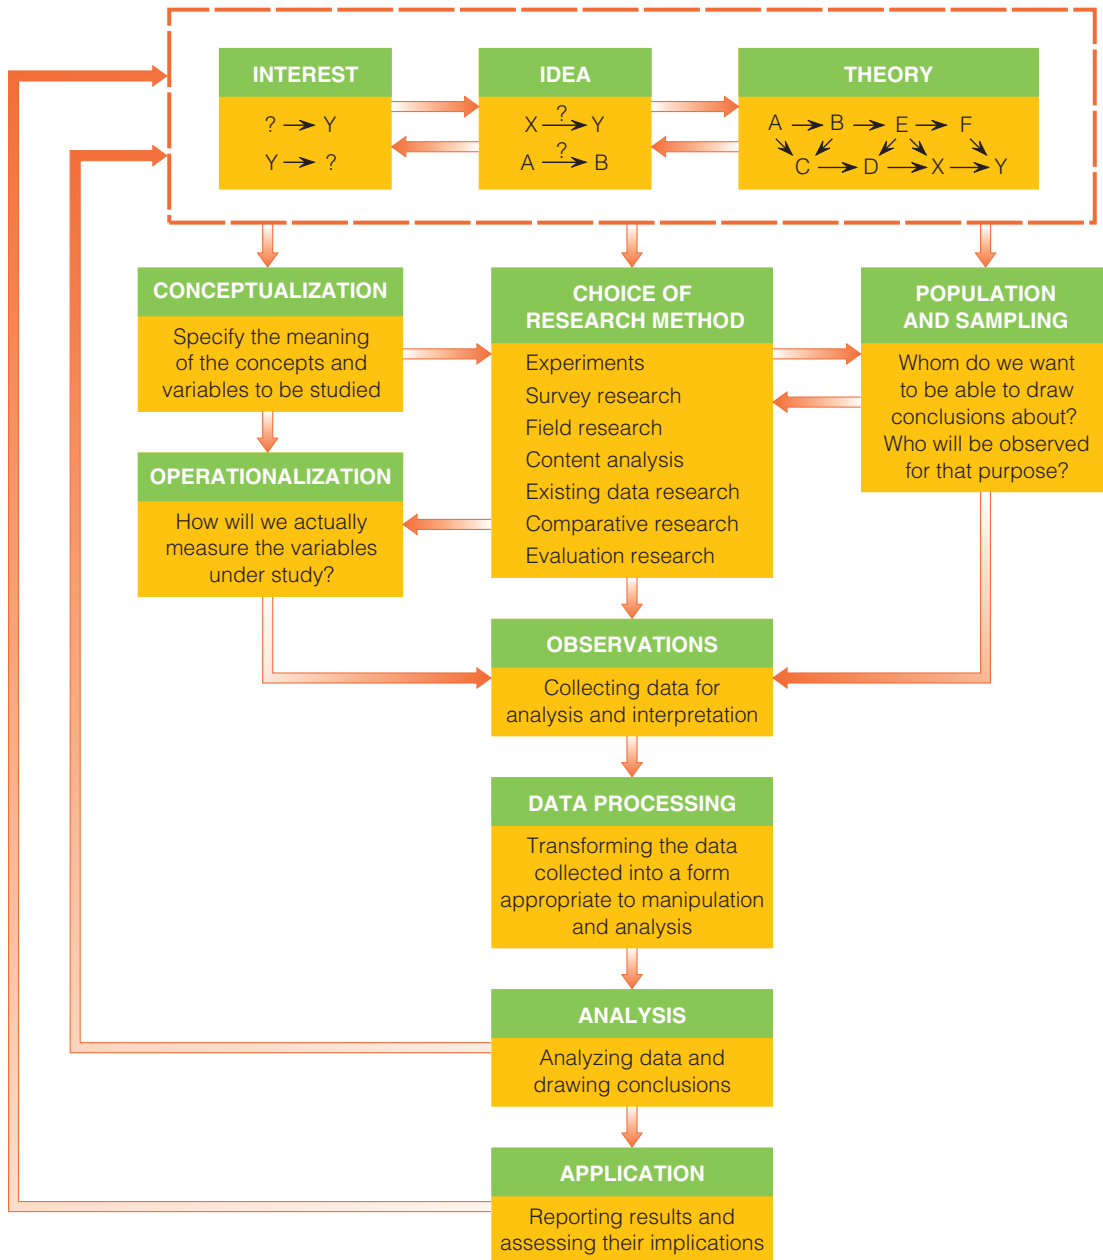 INTEREST
? → Y
Y → ?
IDEA
?
X → Y
?
A → B
THEORY
A → B → E → F
C → D → X → Y
CONCEPTUALIZATION
Specify the meaning
of the concepts and
variables to be studied
OPERATIONALIZATION
How will we actually
measure the variables
under study?
CHOICE OF
RESEARCH METHOD
Experiments
Survey research
Field research
Content analysis
Existing data research
Comparative research
Evaluation research
POPULATION
AND SAMPLING
Whom do we want
to be able to draw
conclusions about?
Who will be observed
for that purpose?
OBSERVATIONS
Collecting data for
analysis and interpretation
DATA PROCESSING
Transforming the data
collected into a form
appropriate to manipulation
and analysis
ANALYSIS
Analyzing data and
drawing conclusions
APPLICATION
Reporting results and
assessing their implications